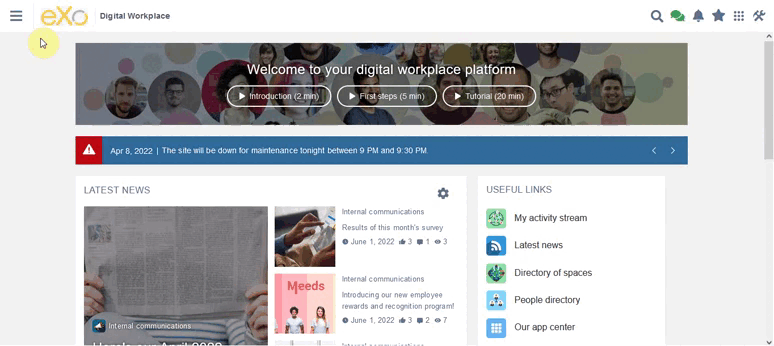 eXo Digital Workplace
Welcome to your digital workplace platform
Introduction (2 min) First steps (5 min) Tutorial (20 min)
Apr 8, 2022 | The site will be down for maintenance tonight between 9 PM and 9:30 PM.
LATEST NEWS
Internal communications
Results of this month's survey
June 1, 2022 3 1 3
Meeds
Internal communications
Introducing our new employee
rewards and recognition program!
June 1, 2022 3 2 7
Internal communications
Internal communications
USEFUL LINKS
My activity stream
Latest news
Directory of spaces
People directory
Our app center